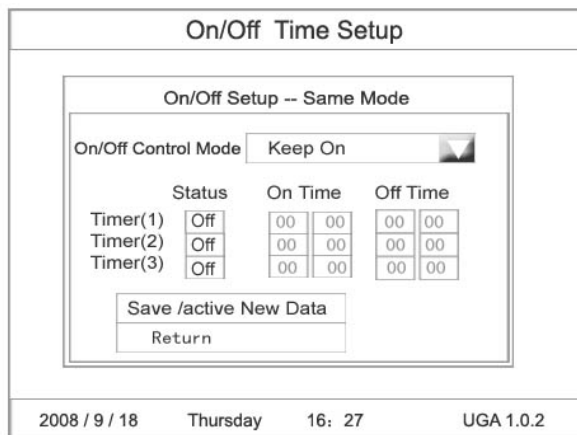 On/Off Time Setup
On/Off Setup -- Same Mode
On/Off Control Mode Keep On
Status On Time Off Time
Timer(1) Off 00 00 00 00
Timer(2) Off 00 00 00 00
Timer(3) Off 00 00 00 00
Save /active New Data
Return
2008 / 9 / 18 Thursday 16: 27 UGA 1.0.2